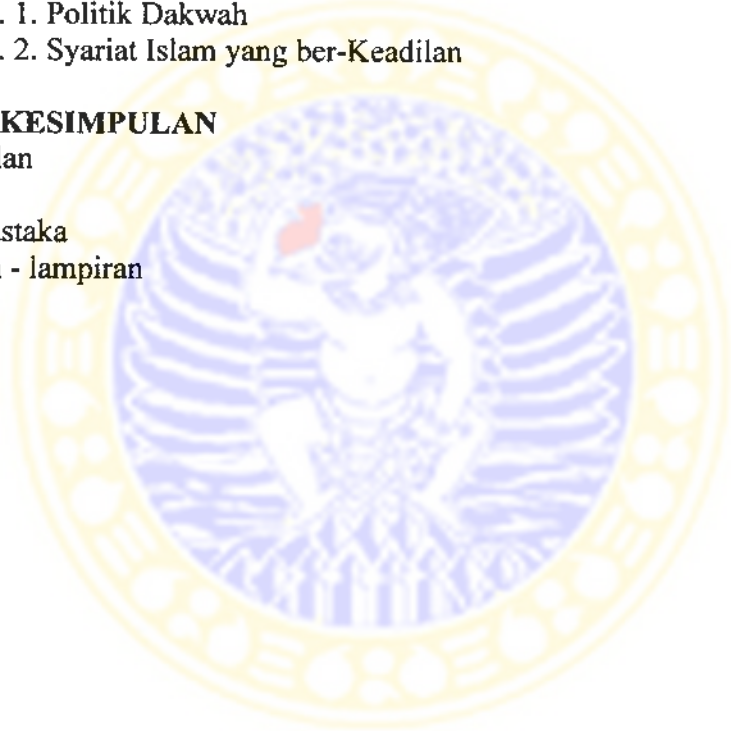 . 1. Politik Dakwah
. 2. Syariat Islam yang ber-Keadilan
KESIMPULAN
lan
staka
- lampiran